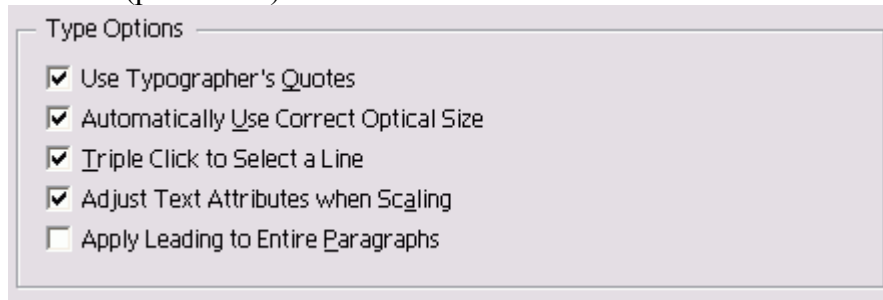 Type Options
Use Typographer's Quotes
Automatically Use Correct Optical Size
Triple Click to Select a Line
Adjust Text Attributes when Scaling
Apply Leading to Entire Paragraphs